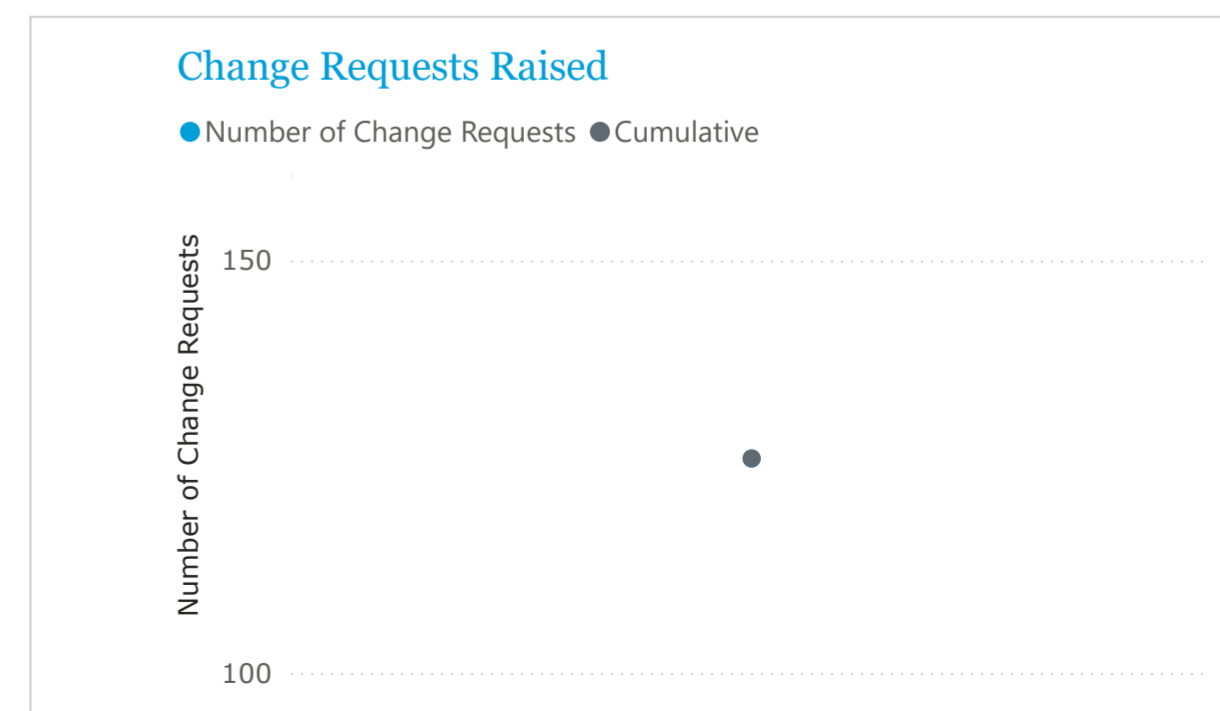 Change Requests Raised
Number of Change Requests Cumulative
Number of Change Requests
150
100